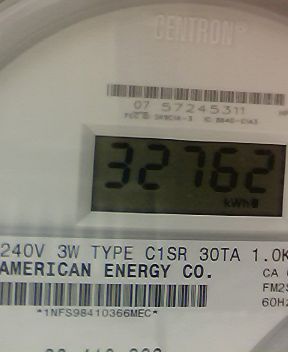 CENTRON®
07 57245311
32762
kWh
240V 3W TYPE C1SR 30TA 1.0K
AMERICAN ENERGY CO.
CA
FM2S
60Hz
*1NFS98410366MEC*